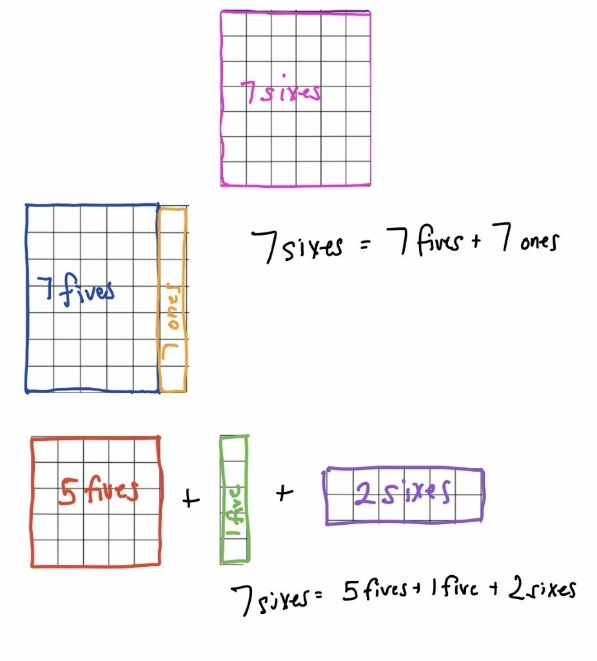 7 sixes
7 sixes = 7 fives + 7 ones
7 fives
7 ones
5 fives
+
1 five
+
2 sixes
7 sixes = 5 fives + 1 five + 2 sixes